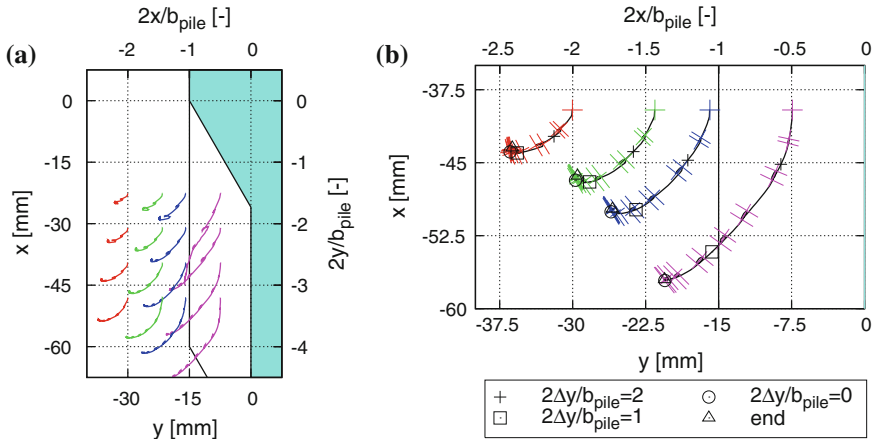 2x/b_pile [-]
(a)
-2 -1 0
0 -15 -30 -45 -60
x [mm]
0 -1 -2 -3 -4
2y/b_pile [-]
-30 -15 0
y [mm]
2x/b_pile [-]
(b)
-2.5 -2 -1.5 -1 -0.5 0
-37.5 -45 -52.5 -60
x [mm]
-37.5 -30 -22.5 -15 -7.5 0
y [mm]
2Δy/b_pile=2 2Δy/b_pile=0
2Δy/b_pile=1 end